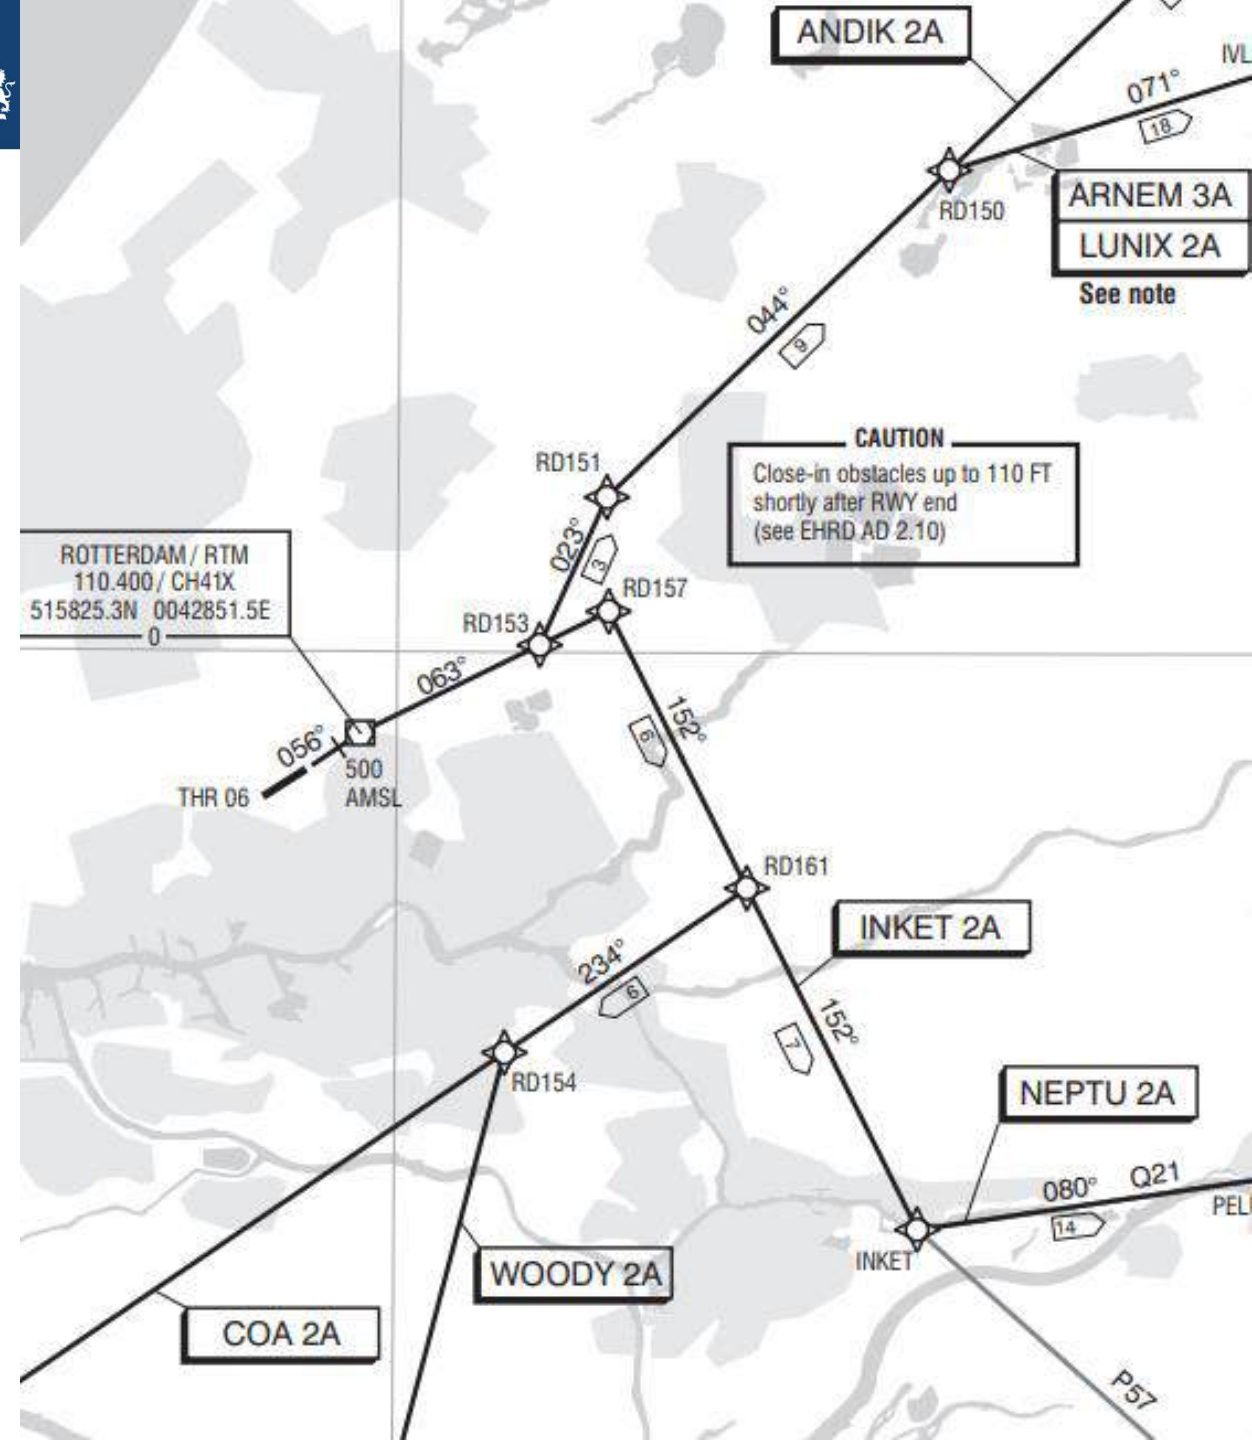 ANDIK 2A
071°
18
RD150
ARNEM 3A
LUNIX 2A
See note
044°
9
CAUTION
Close-in obstacles up to 110 FT
shortly after RWY end
(see EHRD AD 2.10)
RD151
023°
3
ROTTERDAM / RTM
110.400 / CH41X
515825.3N 0042851.5E
0
RD153
RD157
063°
056°
500
AMSL
THR 06
152°
6
RD161
INKET 2A
234°
6
152°
7
RD154
NEPTU 2A
080°
Q21
14
INKET
WOODY 2A
COA 2A
P57